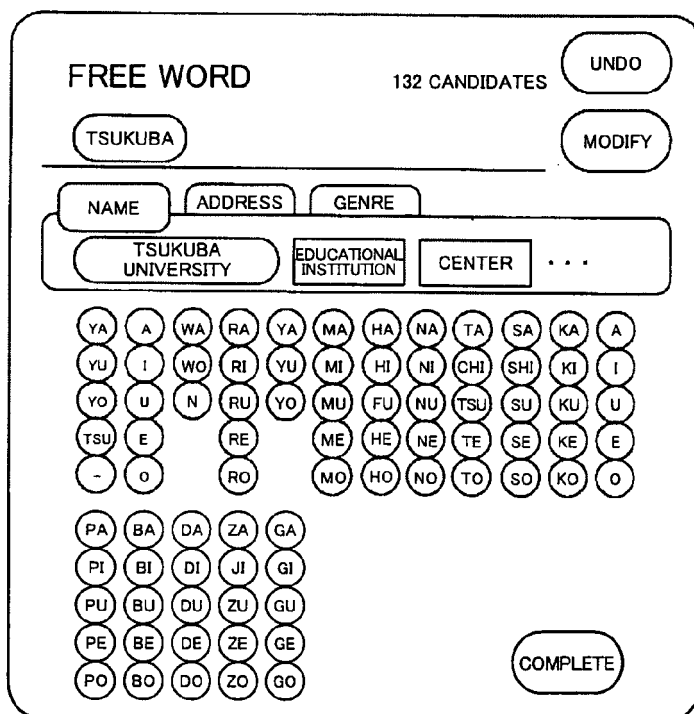 FREE WORD 132 CANDIDATES UNDO
TSUKUBA MODIFY
NAME ADDRESS GENRE
TSUKUBA
UNIVERSITY
EDUCATIONAL
INSTITUTION
CENTER ...
YA A WA RA YA MA HA NA TA SA KA A
YU I WO RI YU MI HI NI CHI SHI KI I
YO U N RU YO MU FU NU TSU SU KU U
TSU E RE ME HE NE TE SE KE E
- O RO MO HO NO TO SO KO O
PA BA DA ZA GA
PI BI DI JI GI
PU BU DU ZU GU
PE BE DE ZE GE
PO BO DO ZO GO
COMPLETE